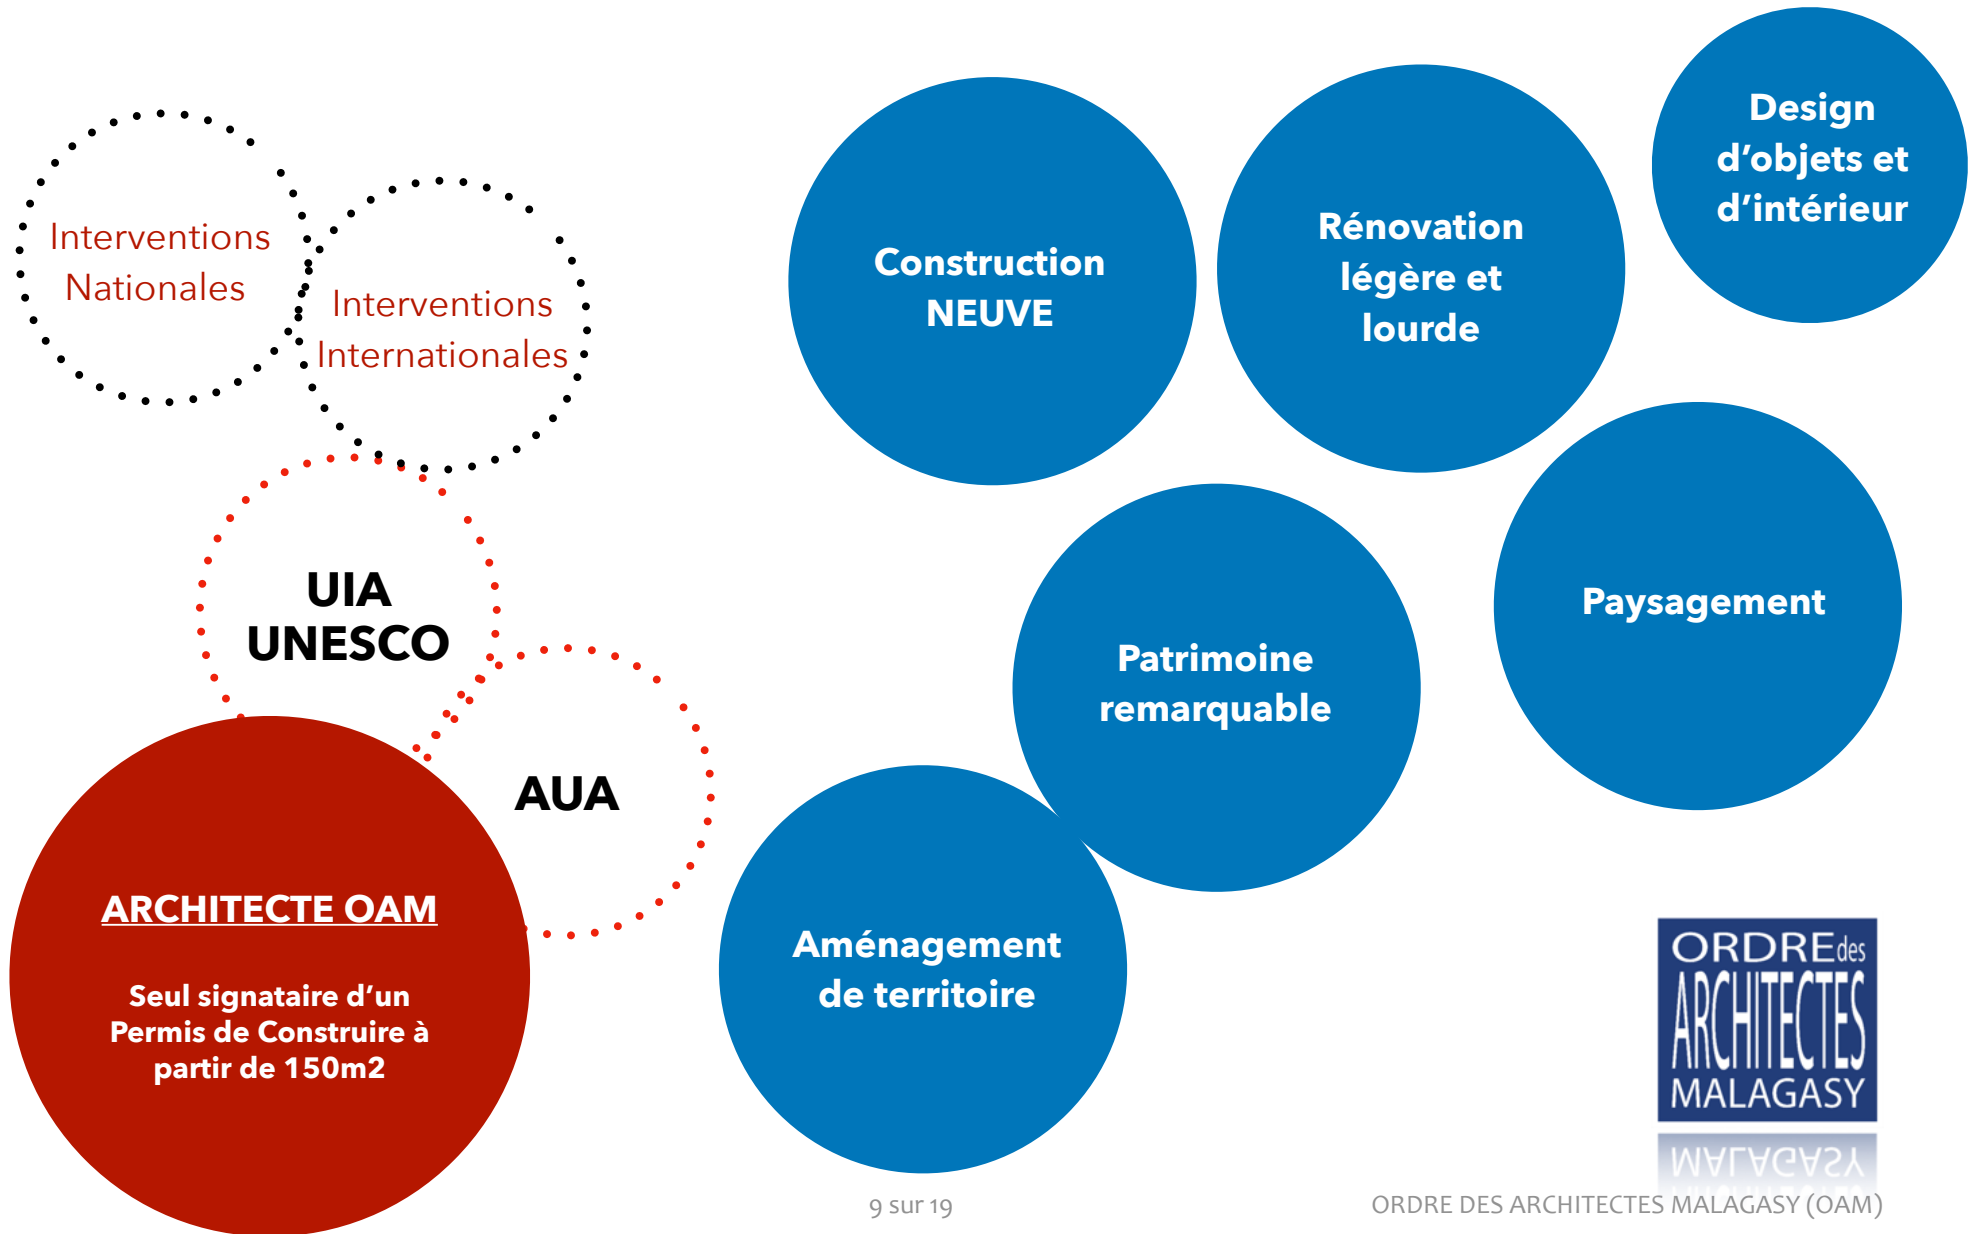 Interventions
Nationales
Interventions
Internationales
UIA
UNESCO
AUA
ARCHITECTE OAM
Seul signataire d’un
Permis de Construire à
partir de 150m2
Construction
NEUVE
Rénovation
légère et
lourde
Design
d’objets et
d’intérieur
Patrimoine
remarquable
Paysagement
Aménagement
de territoire
ORDRE des
ARCHITECTES
MALAGASY
9 sur 19
ORDRE DES ARCHITECTES MALAGASY (OAM)